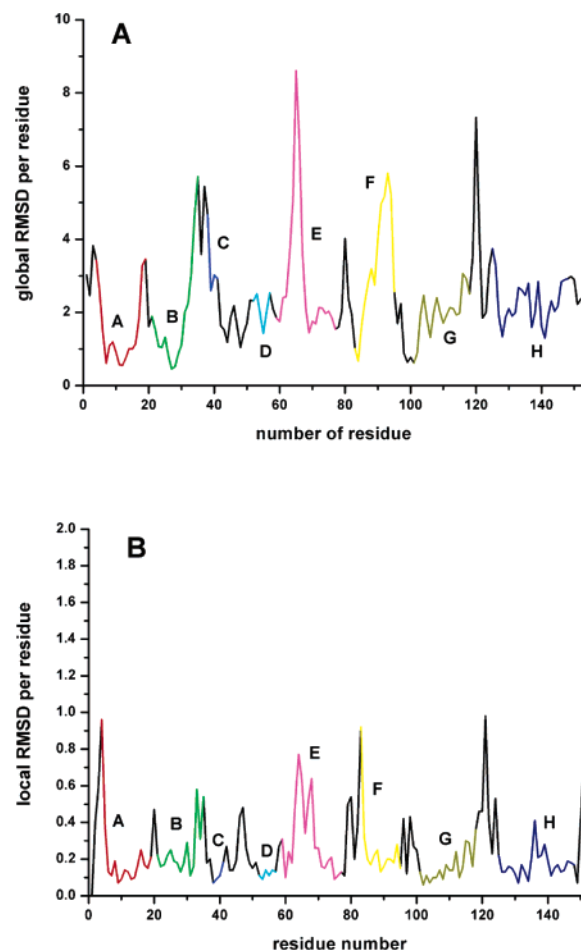 A
global RMSD per residue
10
8
6
4
2
0
A
B
C
D
E
F
G
H
0 20 40 60 80 100 120 140
number of residue
B
local RMSD per residue
2.0
1.8
1.6
1.4
1.2
1.0
0.8
0.6
0.4
0.2
0.0
A
B
C
D
E
F
G
H
0 20 40 60 80 100 120 140
residue number